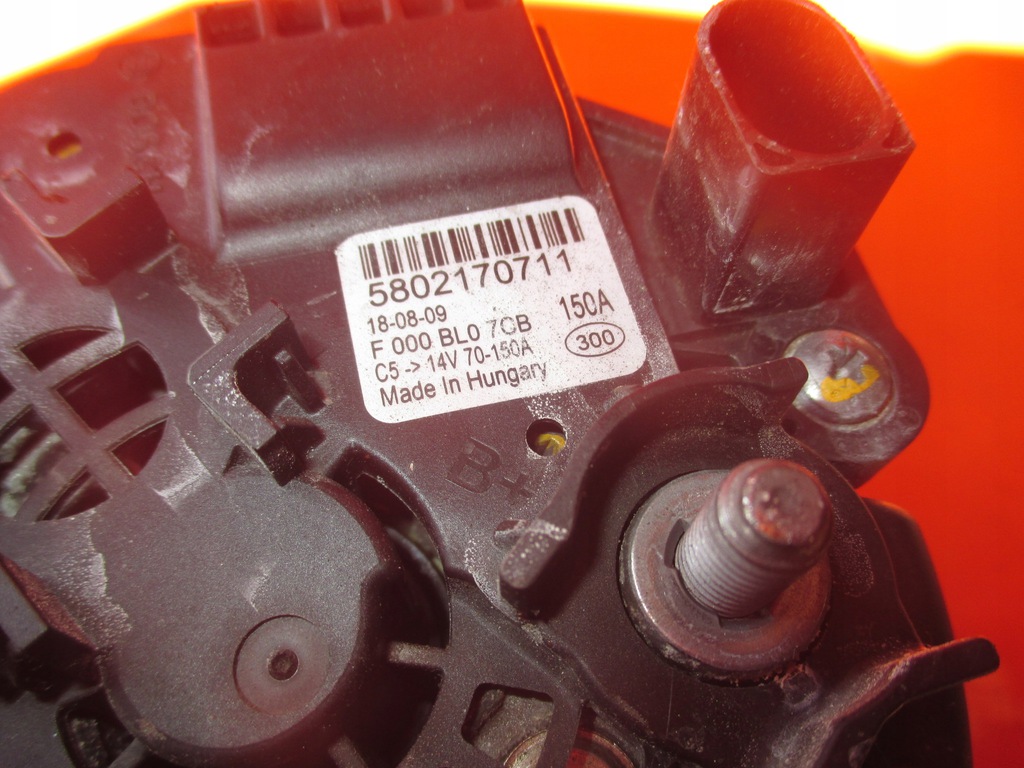 5802170711
18-08-09
150A
F 000 BL0 7CB
300
C5 -> 14V 70-150A
Made In Hungary
B+